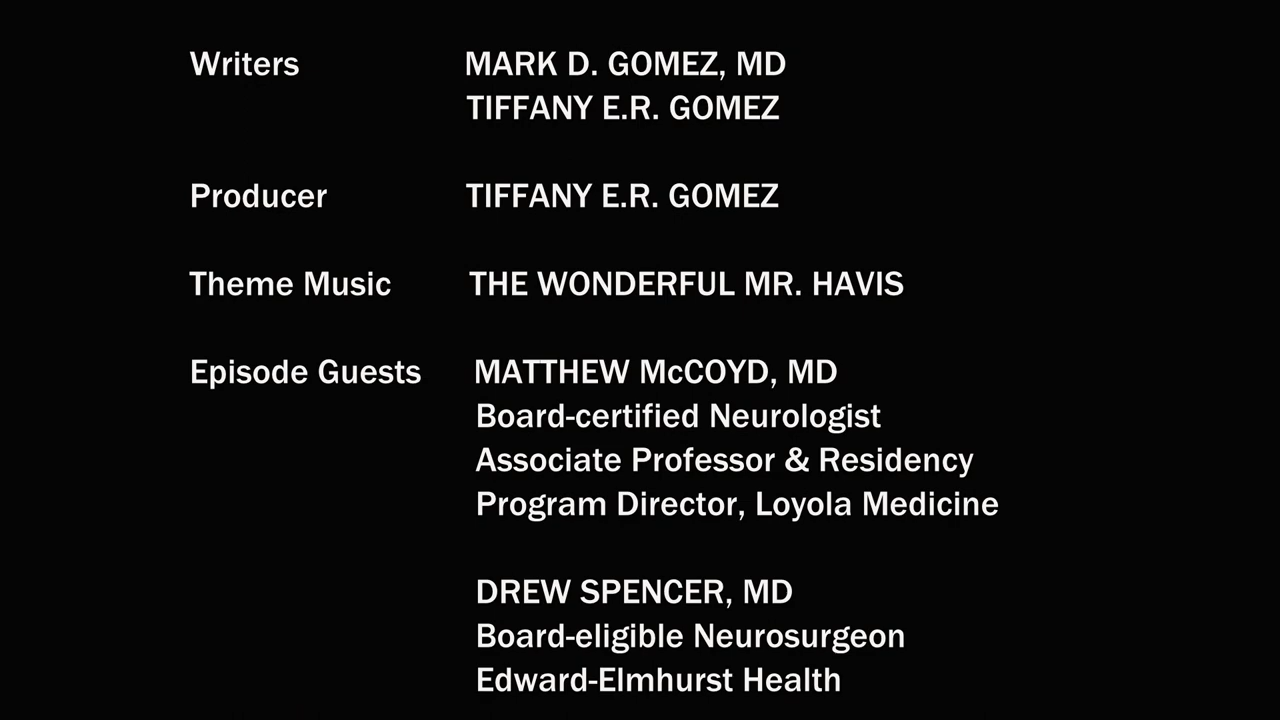 Writers MARK D. GOMEZ, MD
TIFFANY E.R. GOMEZ
Producer TIFFANY E.R. GOMEZ
Theme Music THE WONDERFUL MR. HAVIS
Episode Guests MATTHEW McCOYD, MD
Board-certified Neurologist
Associate Professor & Residency
Program Director, Loyola Medicine
DREW SPENCER, MD
Board-eligible Neurosurgeon
Edward-Elmhurst Health